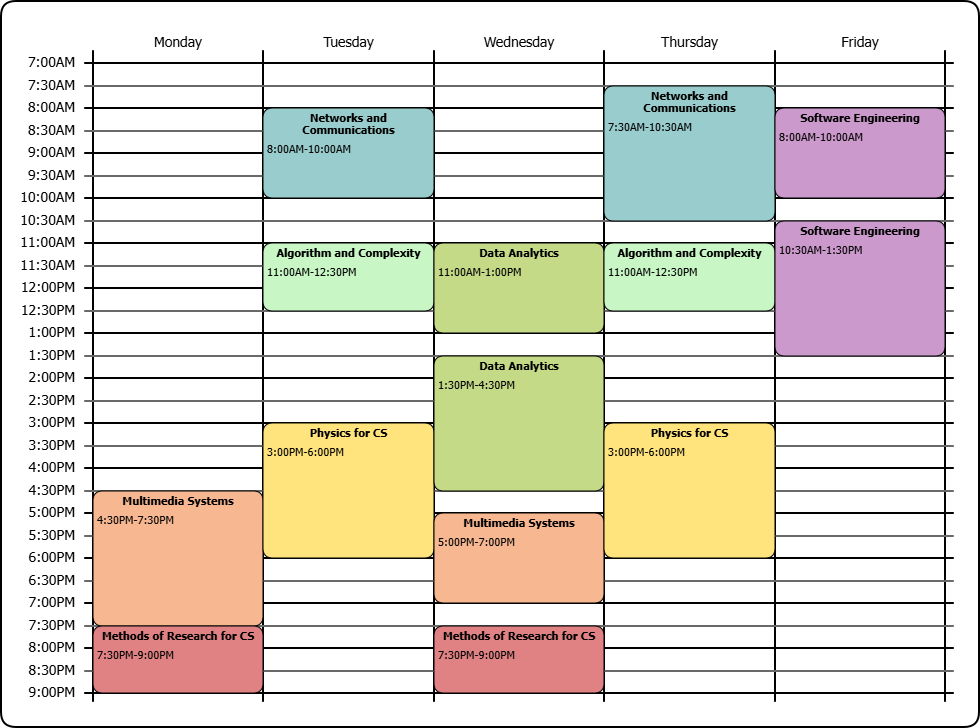 Monday Tuesday Wednesday Thursday Friday
7:00AM
7:30AM
8:00AM
8:30AM
9:00AM
9:30AM
10:00AM
10:30AM
11:00AM
11:30AM
12:00PM
12:30PM
1:00PM
1:30PM
2:00PM
2:30PM
3:00PM
3:30PM
4:00PM
4:30PM
5:00PM
5:30PM
6:00PM
6:30PM
7:00PM
7:30PM
8:00PM
8:30PM
9:00PM
Multimedia Systems
4:30PM-7:30PM
Methods of Research for CS
7:30PM-9:00PM
Networks and
Communications
8:00AM-10:00AM
Algorithm and Complexity
11:00AM-12:30PM
Physics for CS
3:00PM-6:00PM
Data Analytics
11:00AM-1:00PM
Data Analytics
1:30PM-4:30PM
Multimedia Systems
5:00PM-7:00PM
Methods of Research for CS
7:30PM-9:00PM
Networks and
Communications
7:30AM-10:30AM
Algorithm and Complexity
11:00AM-12:30PM
Physics for CS
3:00PM-6:00PM
Software Engineering
8:00AM-10:00AM
Software Engineering
10:30AM-1:30PM